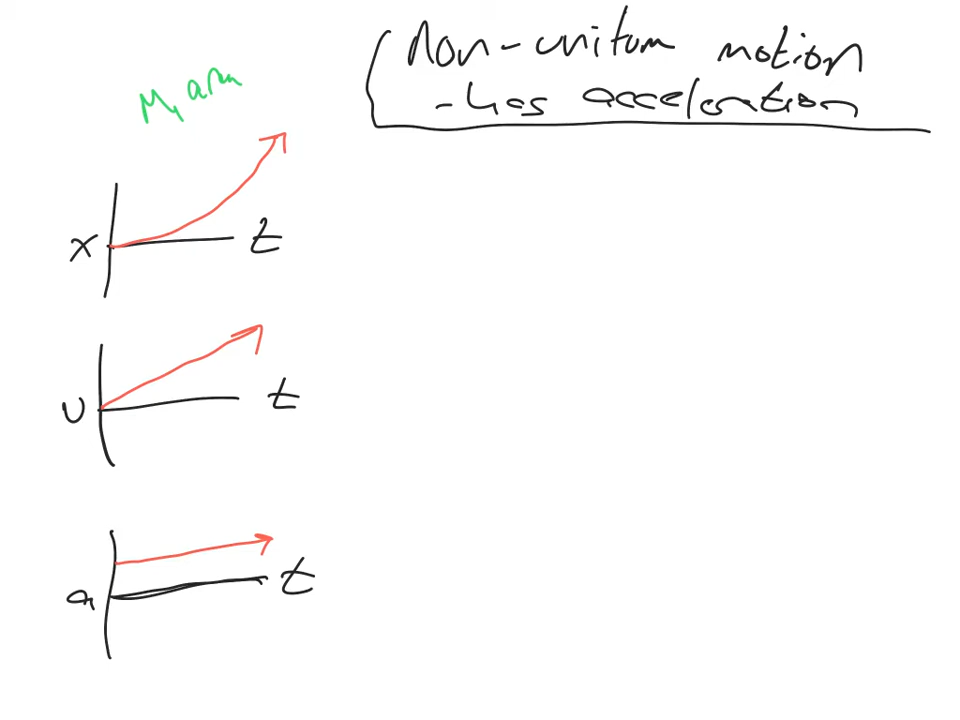 Non-uniform motion
- has acceleration
x
t
v
t
a
t